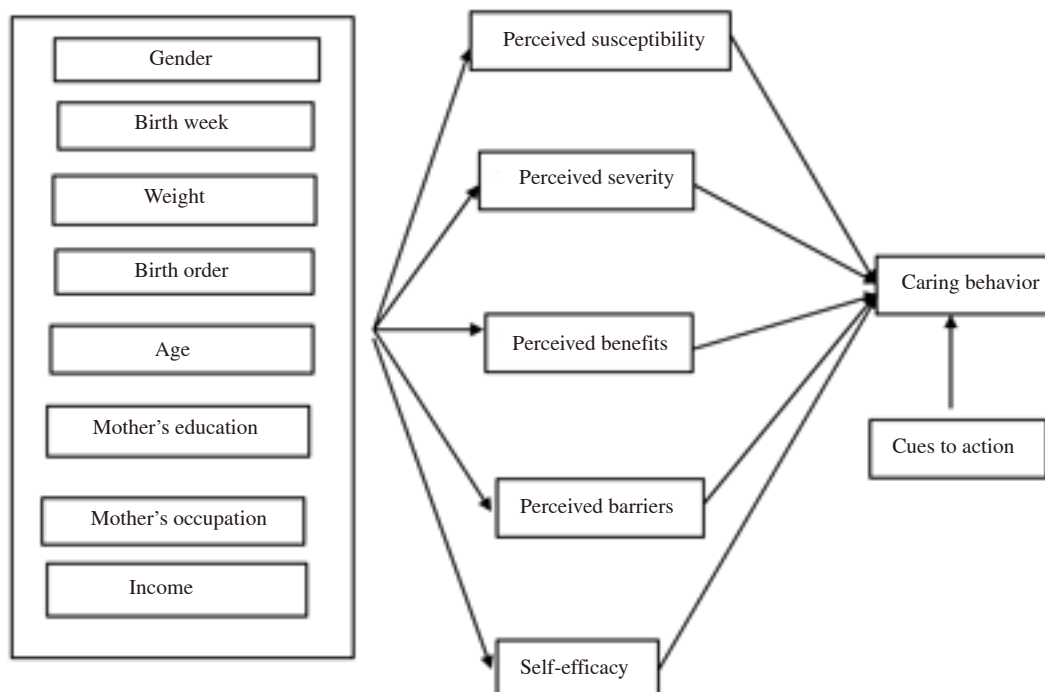 Gender
Birth week
Weight
Birth order
Age
Mother’s education
Mother’s occupation
Income
Perceived susceptibility
Perceived severity
Perceived benefits
Perceived barriers
Self-efficacy
Caring behavior
Cues to action